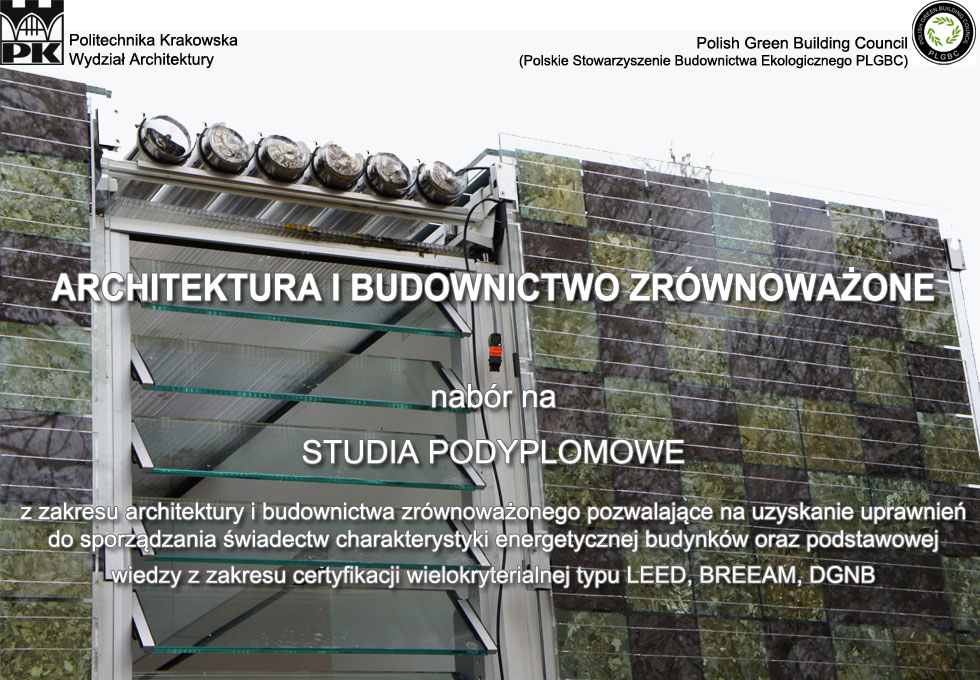 PK
Politechnika Krakowska
Wydział Architektury
Polish Green Building Council
(Polskie Stowarzyszenie Budownictwa Ekologicznego PLGBC)
POLISH GREEN BUILDING COUNCIL
PLGBC
ARCHITEKTURA I BUDOWNICTWO ZRÓWNOWAŻONE
nabór na
STUDIA PODYPLOMOWE
z zakresu architektury i budownictwa zrównoważonego pozwalające na uzyskanie uprawnień
do sporządzania świadectw charakterystyki energetycznej budynków oraz podstawowej
wiedzy z zakresu certyfikacji wielokryterialnej typu LEED, BREEAM, DGNB